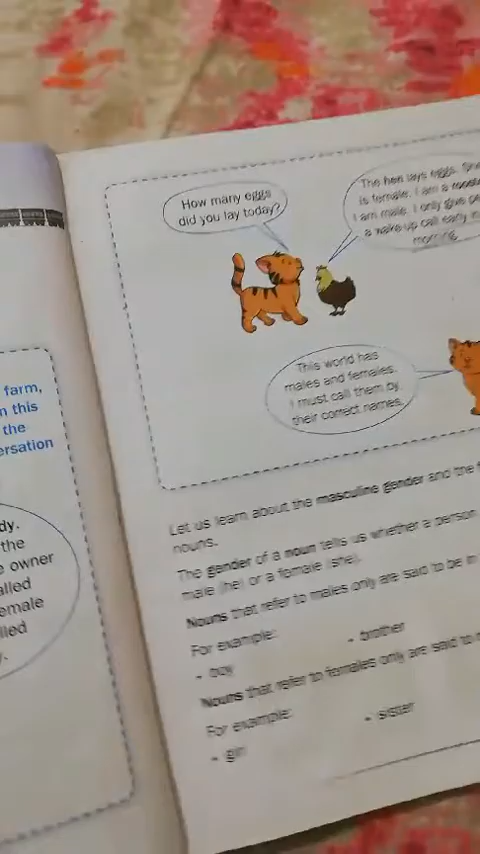 farm,
n this
the
ersation
dy.
the
owner
alled
emale
lled
y.
How many eggs
did you lay today?
The hen lays eggs. She
is female. I am a
I am male. I only give
a wake-up call early in
morning.
This world has
males and females.
I must call them by
their correct names.
Let us learn about the masculine gender and the
nouns.
The gender of a noun tells us whether a person
male (he) or a female (she).
Nouns that refer to males only are said to be in
For example:
• boy • brother
Nouns that refer to females only are said to
For example:
• girl • sister